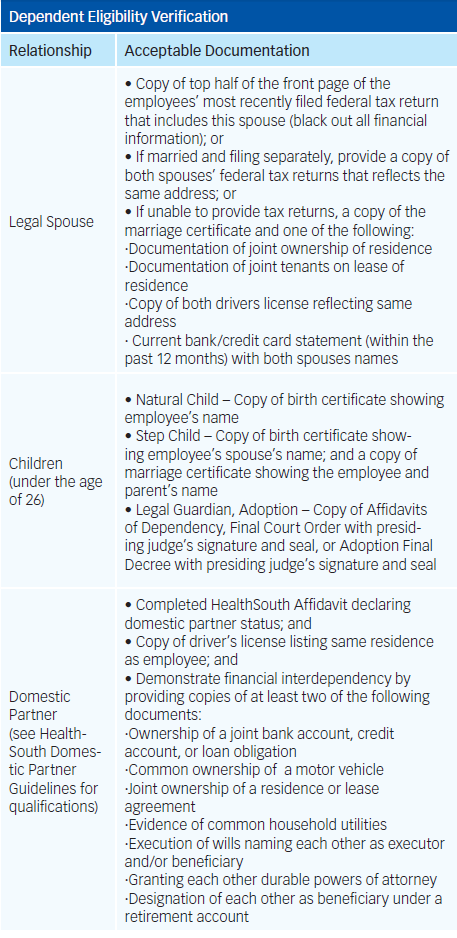 Dependent Eligibility Verification
Relationship
Acceptable Documentation
Legal Spouse
• Copy of top half of the front page of the
employees’ most recently filed federal tax return
that includes this spouse (black out all financial
information); or
• If married and filing separately, provide a copy of
both spouses’ federal tax returns that reflects the
same address; or
• If unable to provide tax returns, a copy of the
marriage certificate and one of the following:
·Documentation of joint ownership of residence
·Documentation of joint tenants on lease of
residence
·Copy of both drivers license reflecting same
address
· Current bank/credit card statement (within the
past 12 months) with both spouses names
Children
(under the age
of 26)
• Natural Child – Copy of birth certificate showing
employee’s name
• Step Child – Copy of birth certificate show-
ing employee’s spouse’s name; and a copy of
marriage certificate showing the employee and
parent’s name
• Legal Guardian, Adoption – Copy of Affidavits
of Dependency, Final Court Order with presid-
ing judge’s signature and seal, or Adoption Final
Decree with presiding judge’s signature and seal
Domestic
Partner
(see Health-
South Domes-
tic Partner
Guidelines for
qualifications)
• Completed HealthSouth Affidavit declaring
domestic partner status; and
• Copy of driver’s license listing same residence
as employee; and
• Demonstrate financial interdependency by
providing copies of at least two of the following
documents:
·Ownership of a joint bank account, credit
account, or loan obligation
·Common ownership of  a motor vehicle
·Joint ownership of a residence or lease
agreement
·Evidence of common household utilities
·Execution of wills naming each other as executor
and/or beneficiary
·Granting each other durable powers of attorney
·Designation of each other as beneficiary under a
retirement account